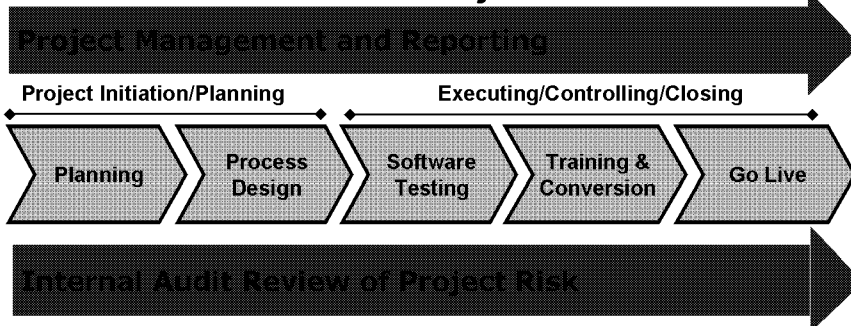 Project Management and Reporting
Project Initiation/Planning
Executing/Controlling/Closing
Planning
Process
Design
Software
Testing
Training &
Conversion
Go Live
Internal Audit Review of Project Risk